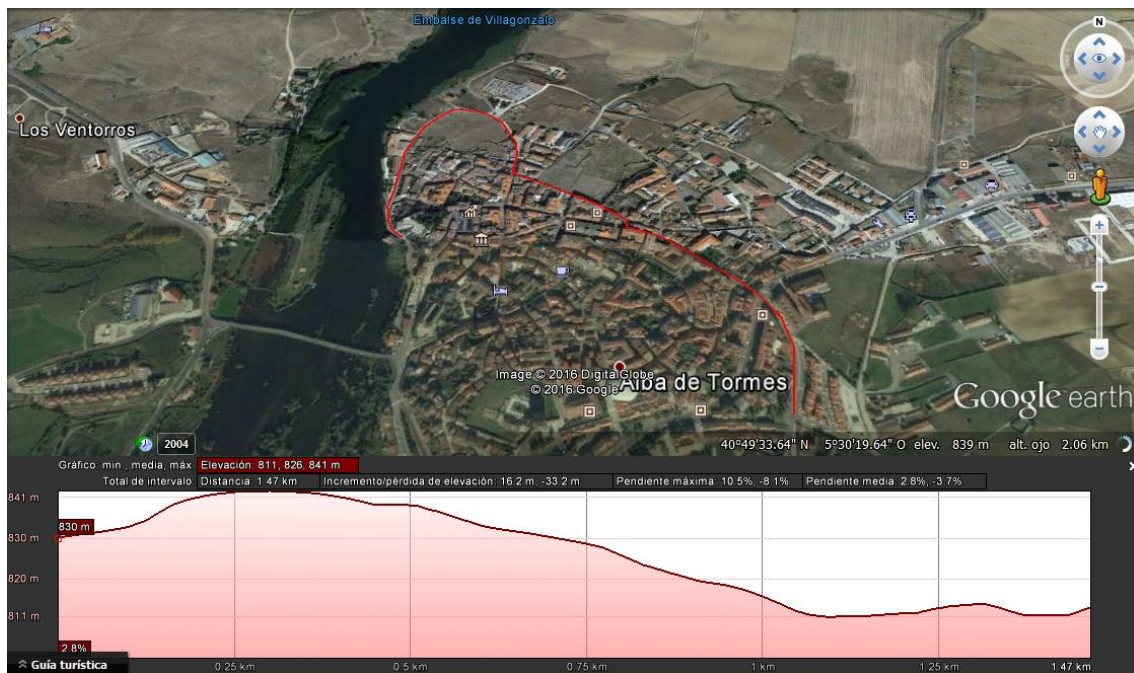 Embalse de Villagonzalo
N
Los Ventorros
Image © 2016 DigitalGlobe
© 2016 Google
Alba de Tormes
Google earth
2004
40º49'33.64" N 5º30'19.64" O elev. 839 m alt. ojo 2.06 km
Gráfico: min., media, máx. Elevación: 811, 826, 841 m
Total de intervalo: Distancia: 1.47 km Incremento/pérdida de elevación: 16.2 m, -33.2 m Pendiente máxima: 10.5%, -8.1% Pendiente media: 2.8%, -3.7%
841 m
830 m
830 m
820 m
811 m
2.8%
Guía turística
0.25 km 0.5 km 0.75 km 1 km 1.25 km 1.47 km